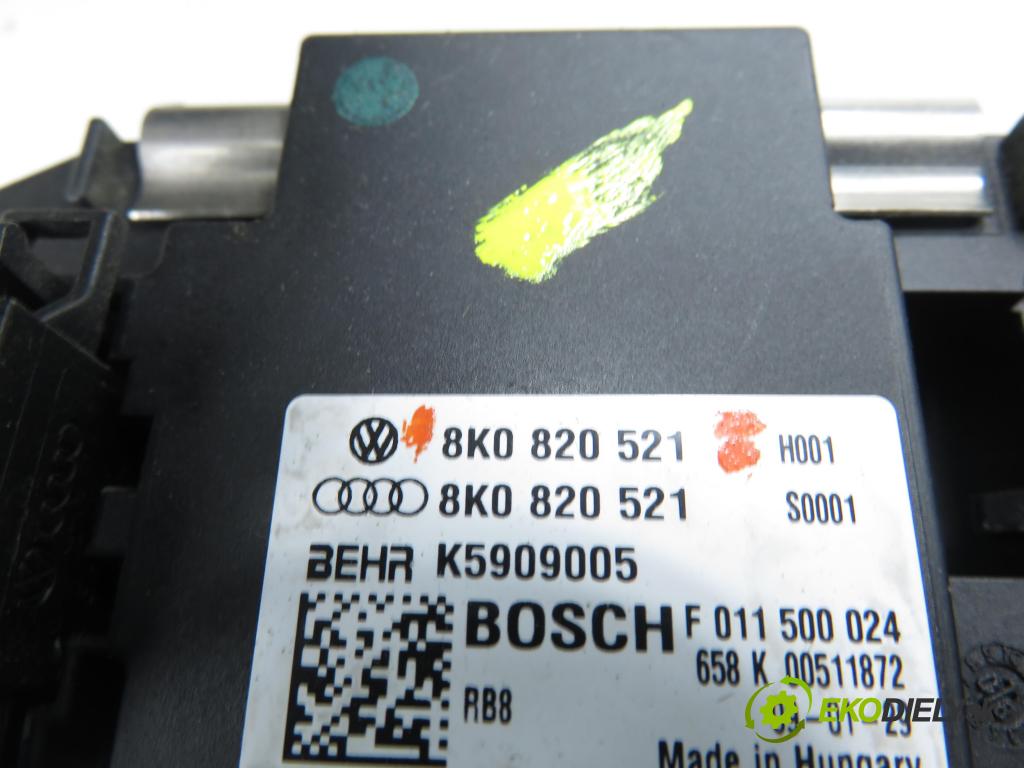 8K0 820 521 H001
8K0 820 521 S0001
BEHR K5909005
BOSCH F 011 500 024
658 K 00511872
RB8
Made in Hungary
EKODIEL